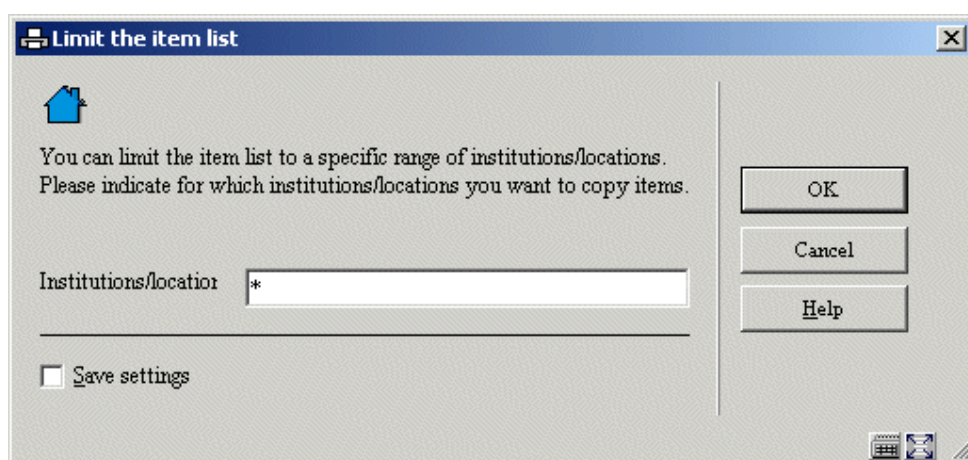 Limit the item list
You can limit the item list to a specific range of institutions/locations.
Please indicate for which institutions/locations you want to copy items.
OK
Cancel
Institutions/location
*
Help
Save settings